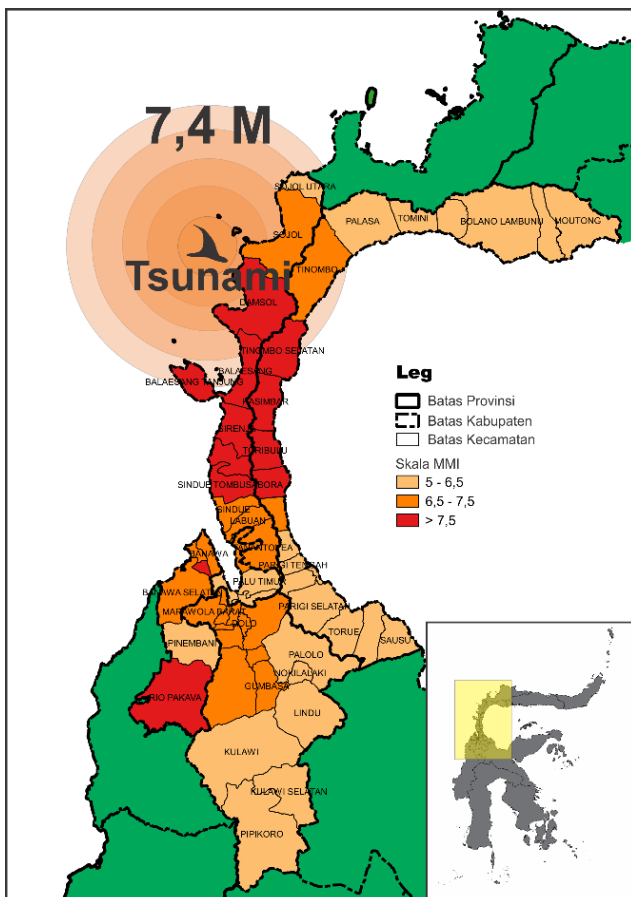 7,4 M
Tsunami
SOJOL UTARA
PALASA
TOMINI
BOLANO LAMBUNU
MOUTONG
SOJOL
TINOMBO
DAMSOL
TINOMBO SELATAN
BALAESANG
BALAESANG TANJUNG
KASIMBAR
SIRENJA
TORIBULU
SINDUE TOMBUSA
BORA
SINDUE
LABUAN
BANAWA
PARIGI TENGAH
PALU TIMUR
BANAWA SELATAN
MARAWOLA BARAT
DOLO
PARIGI SELATAN
TORUE
SAUSU
PINEMBANI
PALOLO
NOKILALAKI
GUMBASA
RIO PAKAVA
LINDU
KULAWI
KULAWI SELATAN
PIPIKORO
Leg
Batas Provinsi
Batas Kabupaten
Batas Kecamatan
Skala MMI
5 - 6,5
6,5 - 7,5
> 7,5